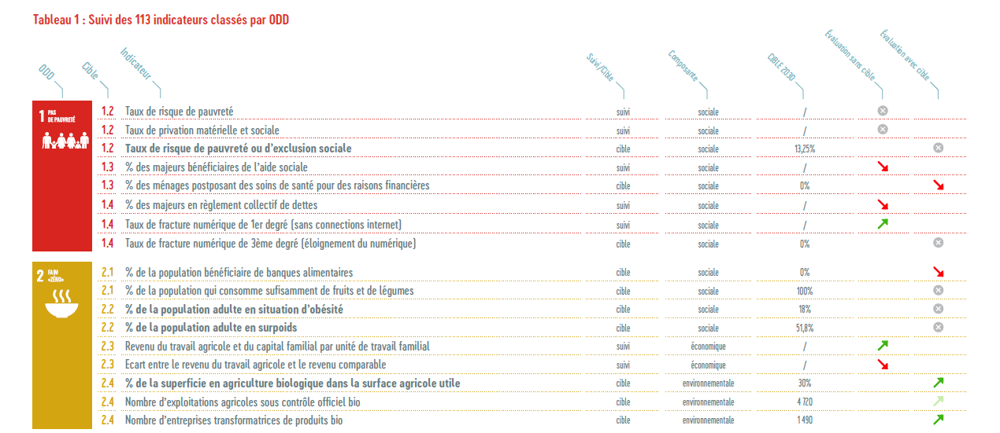 Tableau 1 : Suivi des 113 indicateurs classés par ODD
ODD Cible Indicateur Suivi/Cible Composante CIBLE 2030 Évaluation sans cible Évaluation avec cible
1 PAS DE PAUVRETÉ
1.2 Taux de risque de pauvreté suivi sociale /
1.2 Taux de privation matérielle et sociale suivi sociale /
1.2 Taux de risque de pauvreté ou d'exclusion sociale cible sociale 13,25%
1.3 % des majeurs bénéficiaires de l'aide sociale suivi sociale /
1.3 % des ménages postposant des soins de santé pour des raisons financières cible sociale 0%
1.4 % des majeurs en règlement collectif de dettes suivi sociale /
1.4 Taux de fracture numérique de 1er degré (sans connections internet) suivi sociale /
1.4 Taux de fracture numérique de 3ème degré (éloignement du numérique) cible sociale 0%
2 FAIM «ZÉRO»
2.1 % de la population bénéficiaire de banques alimentaires cible sociale 0%
2.1 % de la population qui consomme sufisamment de fruits et de légumes cible sociale 100%
2.2 % de la population adulte en situation d'obésité cible sociale 18%
2.2 % de la population adulte en surpoids cible sociale 51,8%
2.3 Revenu du travail agricole et du capital familial par unité de travail familial suivi économique /
2.3 Ecart entre le revenu du travail agricole et le revenu comparable suivi économique /
2.4 % de la superficie en agriculture biologique dans la surface agricole utile cible environnementale 30%
2.4 Nombre d'exploitations agricoles sous contrôle officiel bio cible environnementale 4 720
2.4 Nombre d'entreprises transformatrices de produits bio cible environnementale 1 490